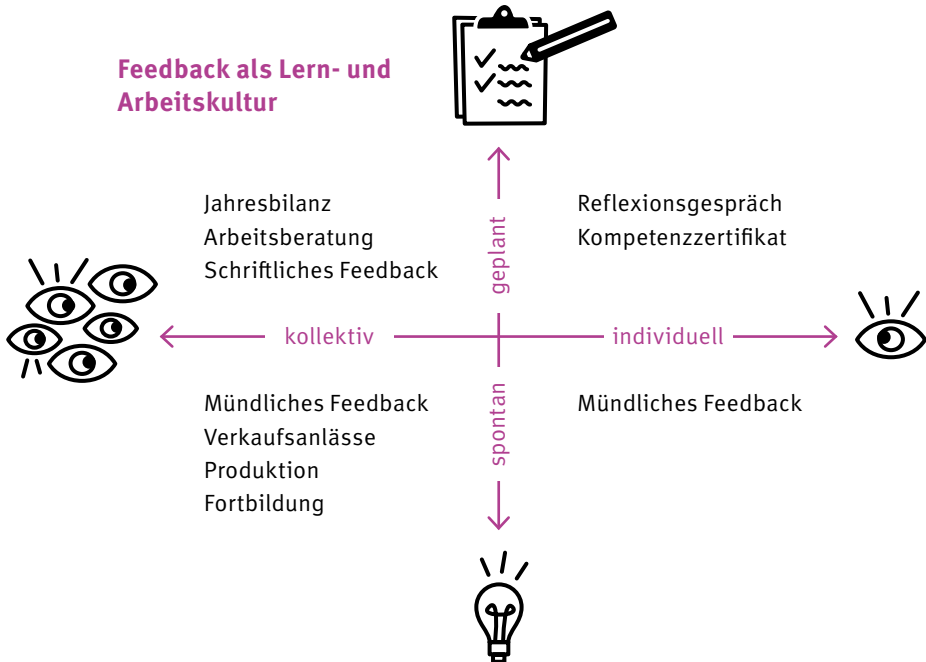 Feedback als Lern- und
Arbeitskultur
geplant
Jahresbilanz
Arbeitsberatung
Schriftliches Feedback
Reflexionsgespräch
Kompetenzzertifikat
kollektiv
individuell
spontan
Mündliches Feedback
Verkaufsanlässe
Produktion
Fortbildung
Mündliches Feedback